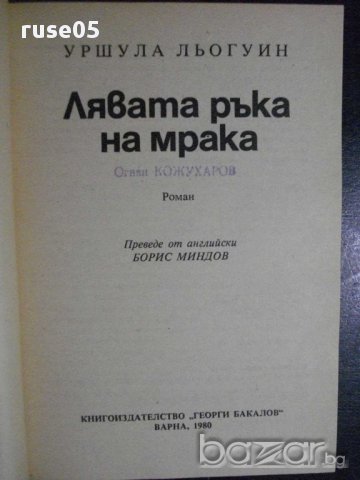 ruse05
УРШУЛА ЛЬОГУИН
Лявата ръка
на мрака
Огнян КОЖУХАРОВ
Роман
Преведе от английски
БОРИС МИНДОВ
КНИГОИЗДАТЕЛСТВО „ГЕОРГИ БАКАЛОВ“
ВАРНА, 1980
bazar.bg